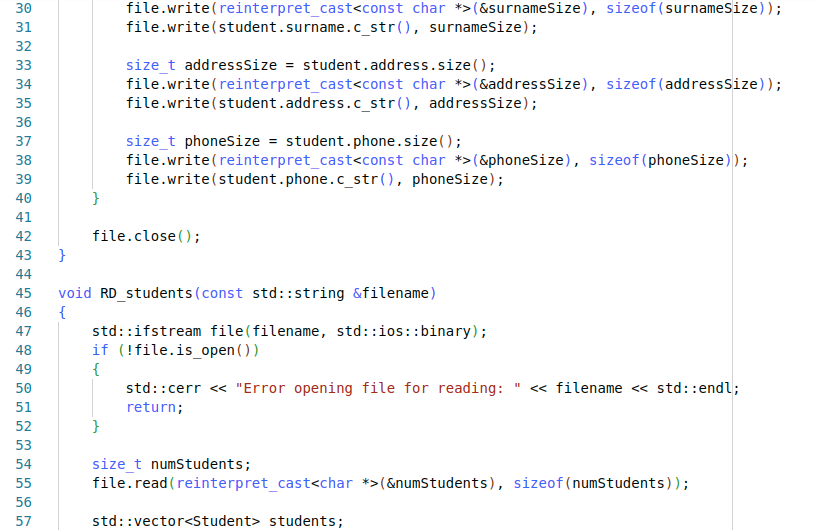 30 file.write(reinterpret_cast<const char *>(&surnameSize), sizeof(surnameSize));
31 file.write(student.surname.c_str(), surnameSize);
32
33 size_t addressSize = student.address.size();
34 file.write(reinterpret_cast<const char *>(&addressSize), sizeof(addressSize));
35 file.write(student.address.c_str(), addressSize);
36
37 size_t phoneSize = student.phone.size();
38 file.write(reinterpret_cast<const char *>(&phoneSize), sizeof(phoneSize));
39 file.write(student.phone.c_str(), phoneSize);
40 }
41
42 file.close();
43 }
44
45 void RD_students(const std::string &filename)
46 {
47 std::ifstream file(filename, std::ios::binary);
48 if (!file.is_open())
49 {
50 std::cerr << "Error opening file for reading: " << filename << std::endl;
51 return;
52 }
53
54 size_t numStudents;
55 file.read(reinterpret_cast<char *>(&numStudents), sizeof(numStudents));
56
57 std::vector<Student> students;